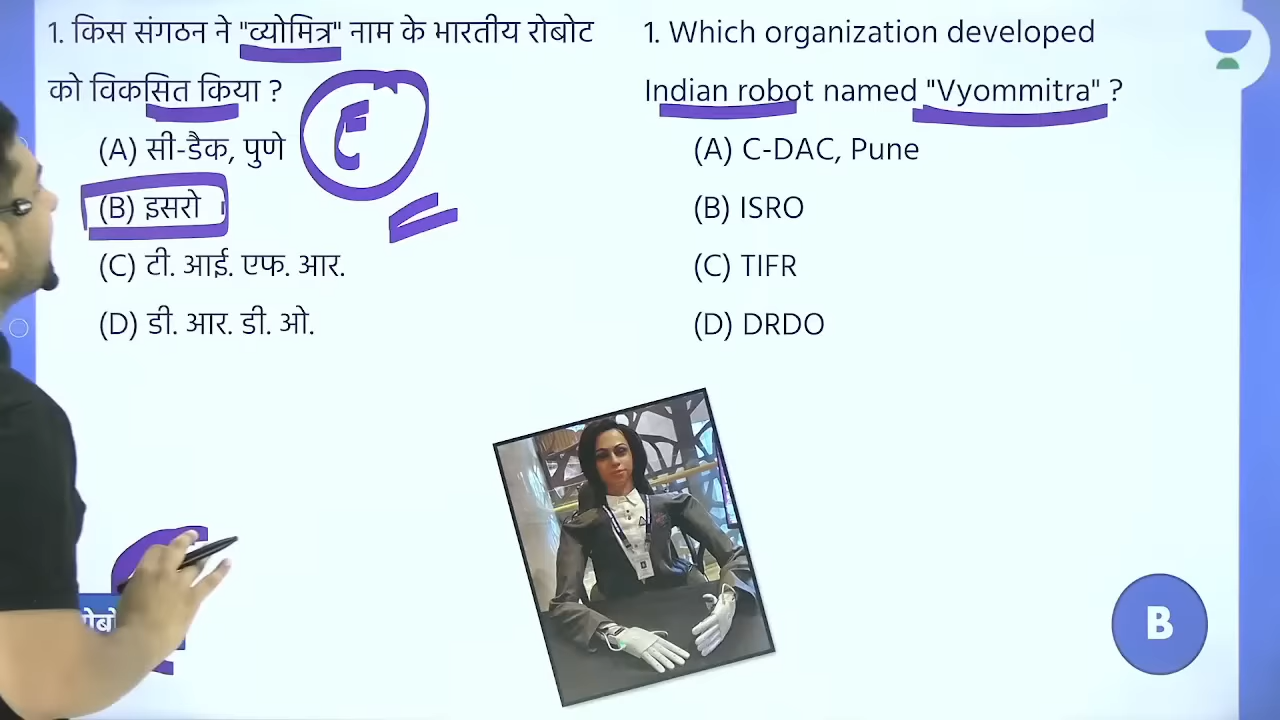 1. किस संगठन ने "व्योमित्र" नाम के भारतीय रोबोट
को विकसित किया ?
(A) सी-डैक, पुणे
(B) इसरो
(C) टी. आई. एफ. आर.
(D) डी. आर. डी. ओ.
1. Which organization developed
Indian robot named "Vyommitra" ?
(A) C-DAC, Pune
(B) ISRO
(C) TIFR
(D) DRDO
B